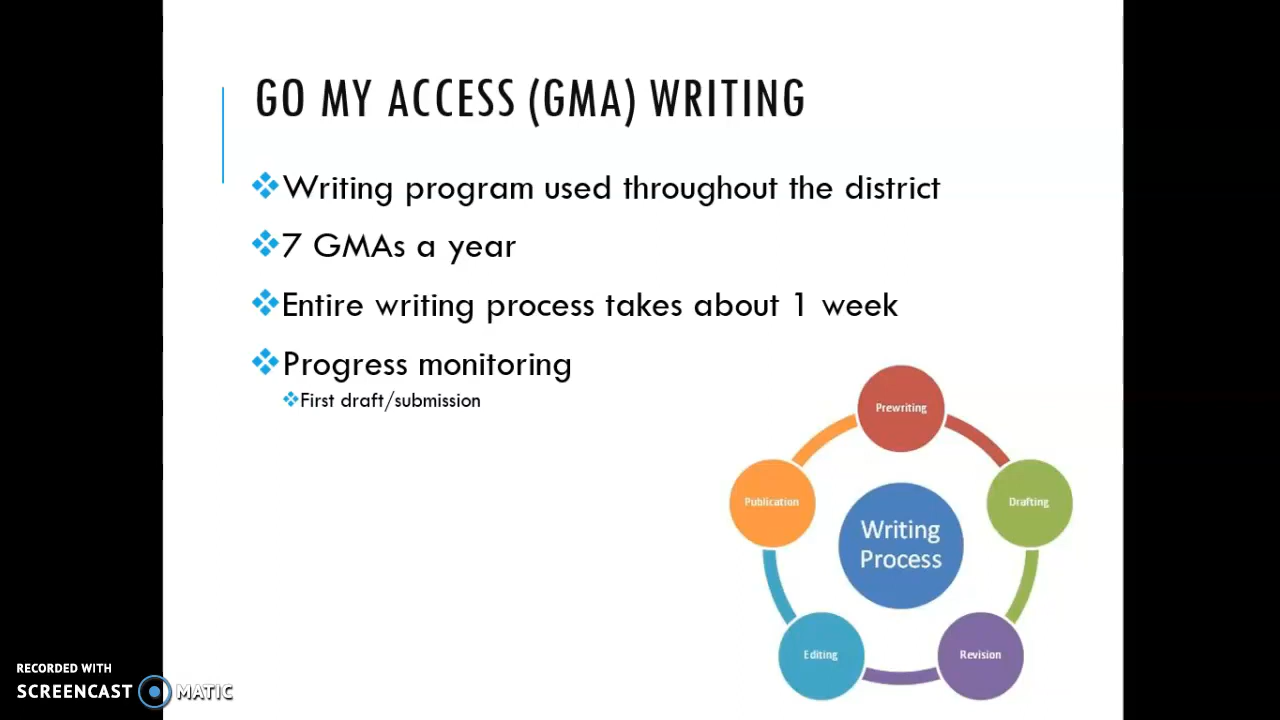 GO MY ACCESS (GMA) WRITING
Writing program used throughout the district
7 GMAs a year
Entire writing process takes about 1 week
Progress monitoring
First draft/submission
Prewriting
Publication
Drafting
Writing
Process
Editing
Revision
RECORDED WITH
SCREENCAST MATIC